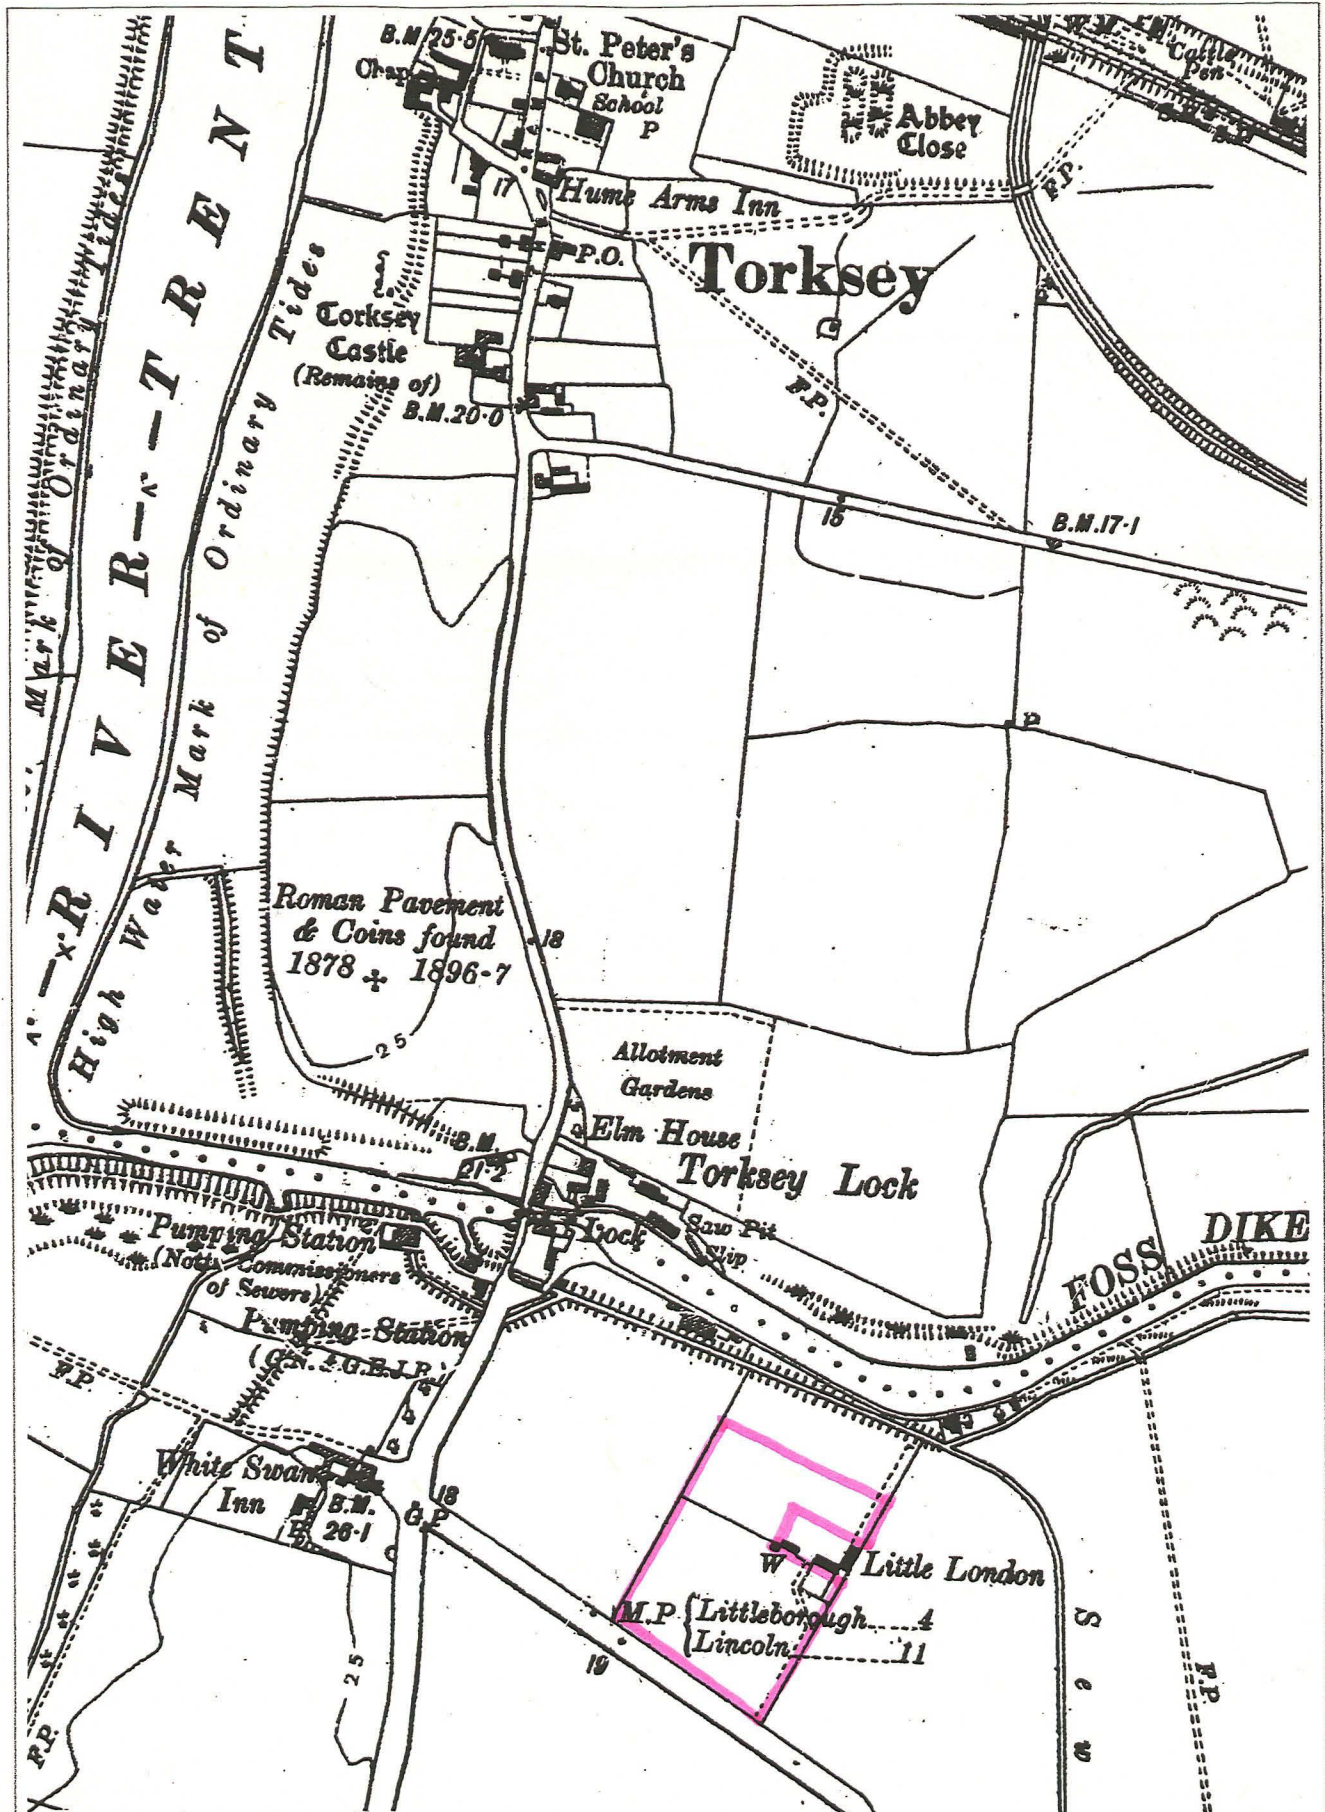 B.M. 25·5
St. Peter's
Church
Chap
School
P
Abbey
Close
Cattle
Pen
F.P.
17
Hume Arms Inn
P.O.
Torksey
Torksey
Castle
(Remains of)
B.M. 20·0
F.P.
15
B.M. 17·1
RIVER TRENT
Mark of Ordinary Tides
High Water Mark of Ordinary Tides
P
Roman Pavement
& Coins found
1878 1896-7
18
25
Allotment
Gardens
Elm House
B.M.
21·2
Torksey Lock
Lock
Saw Pit
Slip
FOSS DIKE
Pumping Station
(Nott. Commissioners
of Sewers)
Pumping Station
(G.N. & G.E.J.R.)
F.P.
White Swan
Inn
B.M.
26·1
P
18
G.P
W
Little London
M.P { Littleborough 4
Lincoln 11
19
25
F.P.
F.P.
S e w